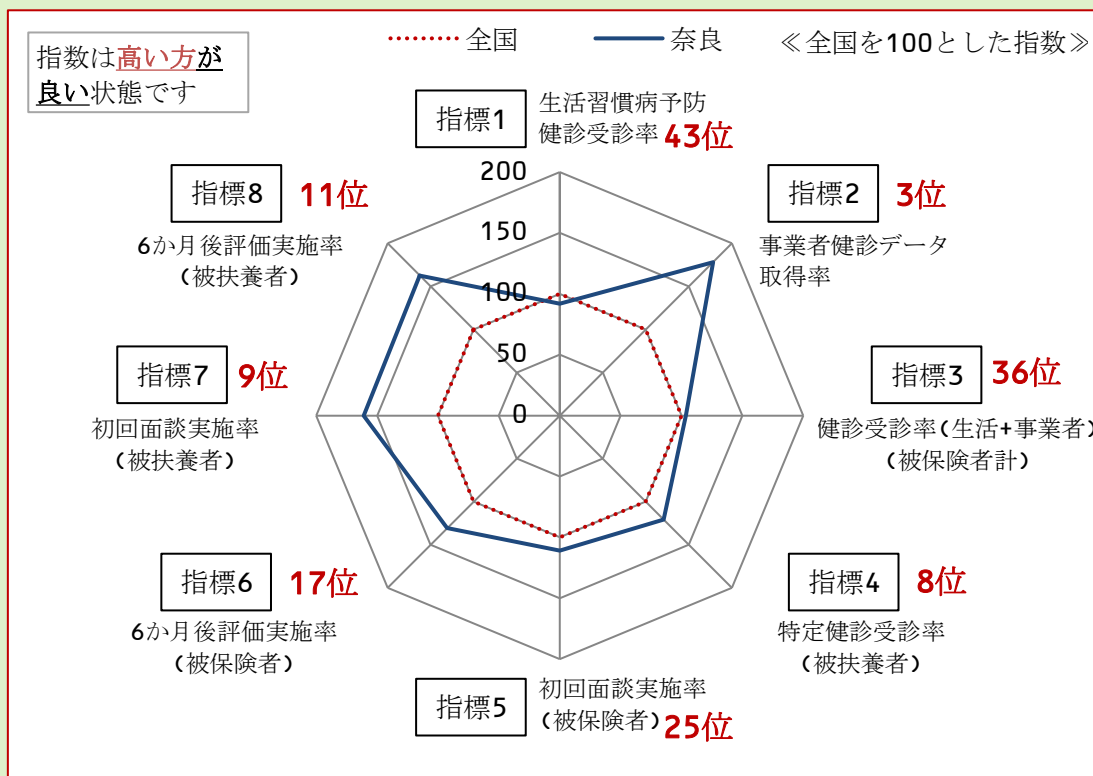 指数は高い方が
良い状態です
全国
奈良
≪全国を100とした指数≫
指標1
生活習慣病予防
健診受診率
43位
指標2
3位
事業者健診データ
取得率
指標3
36位
健診受診率(生活+事業者)
(被保険者計)
指標4
8位
特定健診受診率
(被扶養者)
指標5
初回面談実施率
(被保険者)
25位
指標6
17位
6か月後評価実施率
(被保険者)
指標7
9位
初回面談実施率
(被扶養者)
指標8
11位
6か月後評価実施率
(被扶養者)
200
150
100
50
0